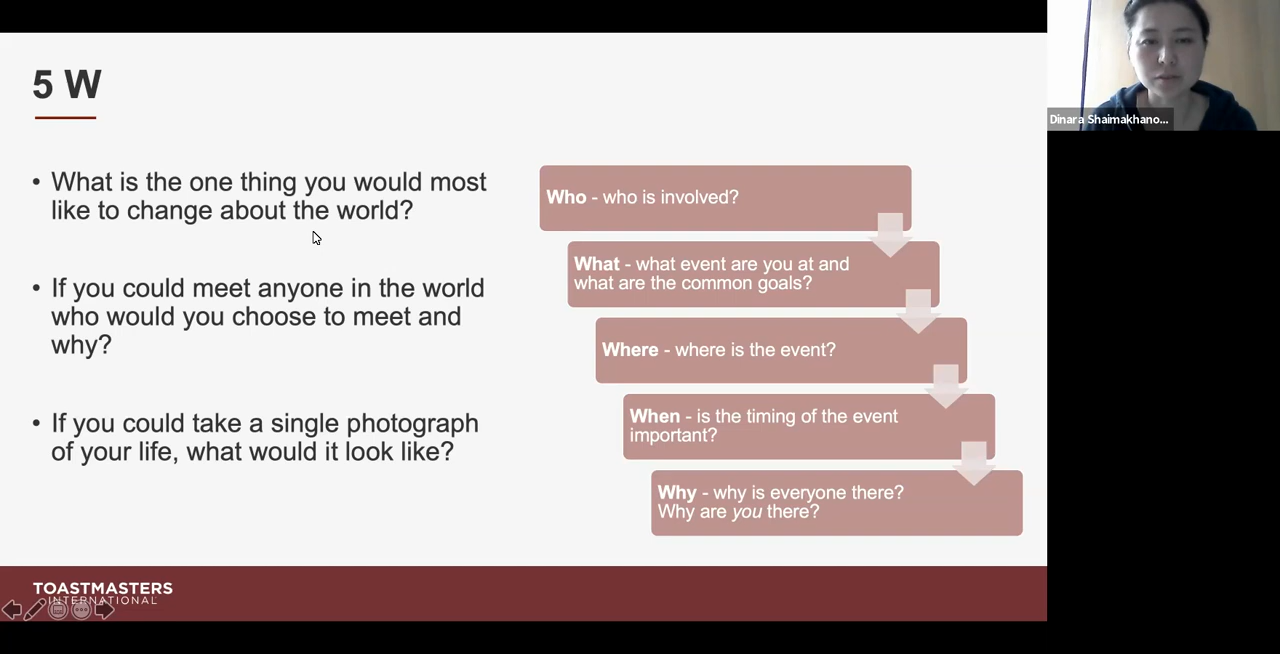 5 W
• What is the one thing you would most
like to change about the world?
• If you could meet anyone in the world
who would you choose to meet and
why?
• If you could take a single photograph
of your life, what would it look like?
Who - who is involved?
What - what event are you at and
what are the common goals?
Where - where is the event?
When - is the timing of the event
important?
Why - why is everyone there?
Why are you there?
TOASTMASTERS
INTERNATIONAL
Dinara Shaimakhano...